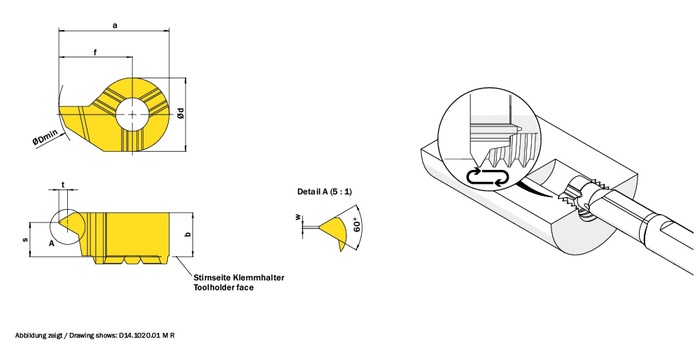 a
f
Ød
ØDmin
t
Detail A (5 : 1)
s
A
b
w
60°
Stirnseite Klemmhalter
Toolholder face
Abbildung zeigt / Drawing shows: D14.1020.01 M R